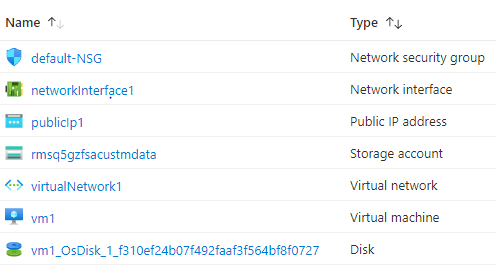 Name ↑↓ Type ↑↓
default-NSG Network security group
networkInterface1 Network interface
publicIp1 Public IP address
rmsq5gzfsacustmdata Storage account
virtualNetwork1 Virtual network
vm1 Virtual machine
vm1_OsDisk_1_f310ef24b07f492faaf3f564bf8f0727 Disk